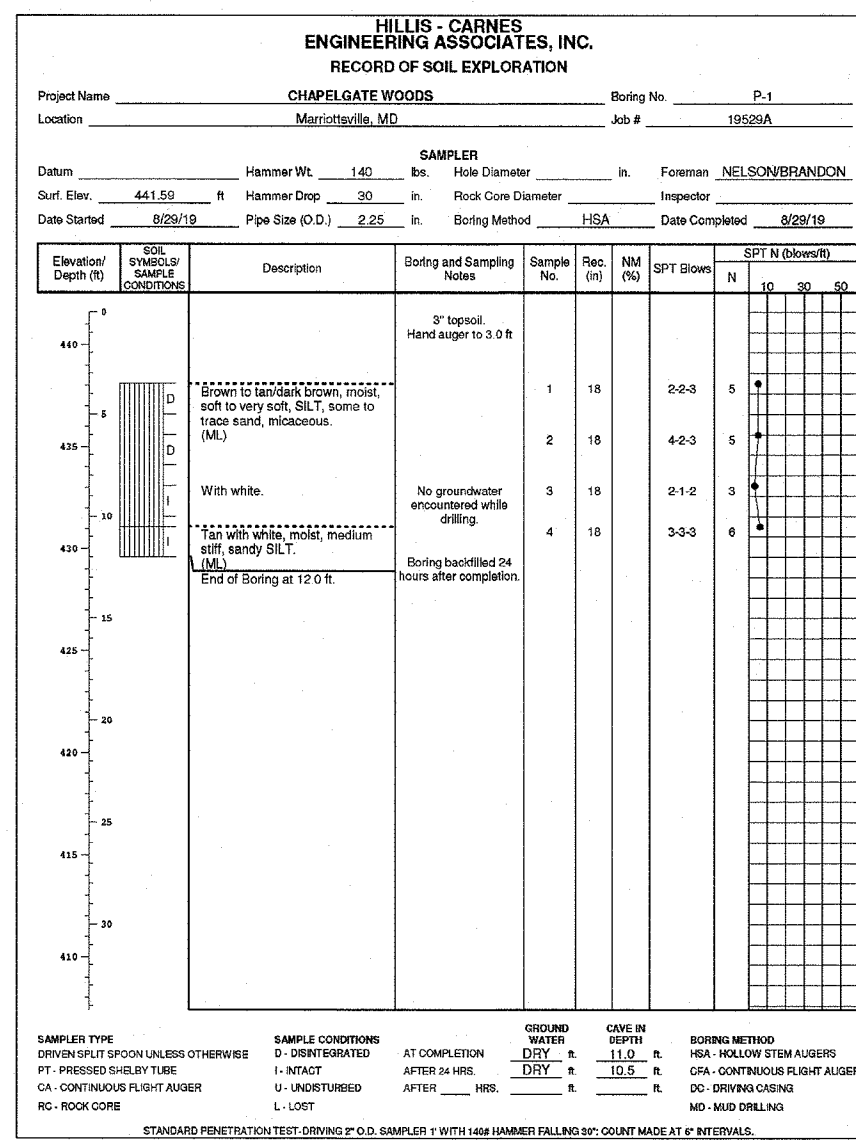 HILLIS - CARNES
ENGINEERING ASSOCIATES, INC.
RECORD OF SOIL EXPLORATION
Project Name CHAPELGATE WOODS Boring No. P-1
Location Marriottsville, MD Job # 19529A
SAMPLER
Datum Hammer Wt. 140 lbs. Hole Diameter in. Foreman NELSON/BRANDON
Surf. Elev. 441.59 ft Hammer Drop 30 in. Rock Core Diameter Inspector
Date Started 8/29/19 Pipe Size (O.D.) 2.25 in. Boring Method HSA Date Completed 8/29/19
Elevation/ Depth (ft) SOIL SYMBOLS/ SAMPLE CONDITIONS Description Boring and Sampling Notes Sample No. Rec. (in) NM (%) SPT Blows SPT N (blows/ft)
N 10 30 50
0
3" topsoil.
Hand auger to 3.0 ft
440
D Brown to tan/dark brown, moist, 1 18 2-2-3 5
soft to very soft, SILT, some to
5 trace sand, micaceous.
(ML) 2 18 4-2-3 5
435 D
I With white. No groundwater 3 18 2-1-2 3
encountered while
10 drilling.
I Tan with white, moist, medium 4 18 3-3-3 6
430 stiff, sandy SILT.
(ML) Boring backfilled 24
End of Boring at 12.0 ft. hours after completion.
15
425
20
420
25
415
30
410
GROUND WATER CAVE IN DEPTH
SAMPLER TYPE SAMPLE CONDITIONS BORING METHOD
DRIVEN SPLIT SPOON UNLESS OTHERWISE D - DISINTEGRATED AT COMPLETION DRY ft. 11.0 ft. HSA - HOLLOW STEM AUGERS
PT - PRESSED SHELBY TUBE I - INTACT AFTER 24 HRS. DRY ft. 10.5 ft. CFA - CONTINUOUS FLIGHT AUGER
CA - CONTINUOUS FLIGHT AUGER U - UNDISTURBED AFTER HRS. ft. ft. DC - DRIVING CASING
RC - ROCK CORE L - LOST MD - MUD DRILLING
STANDARD PENETRATION TEST-DRIVING 2" O.D. SAMPLER 1' WITH 140# HAMMER FALLING 30": COUNT MADE AT 6" INTERVALS.